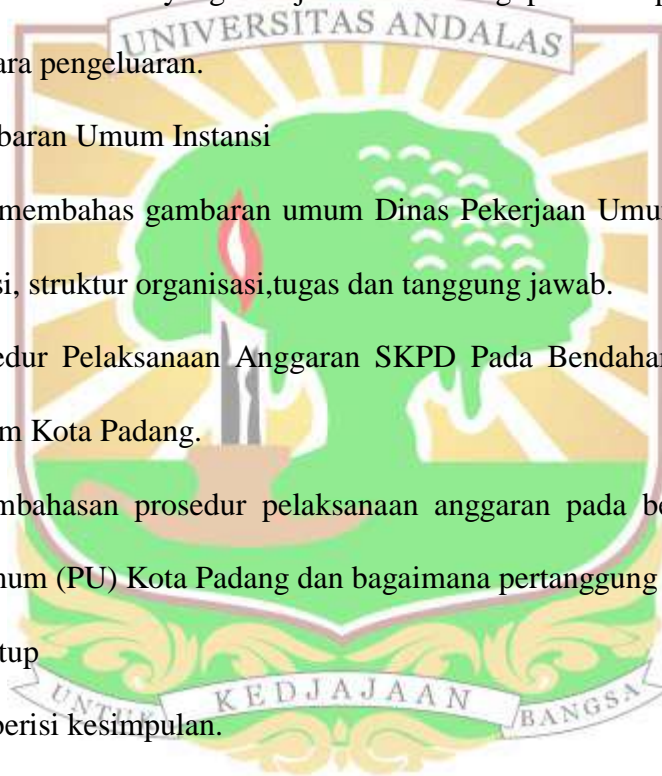 UNIVERSITAS ANDALAS
ara pengeluaran.
baran Umum Instansi
membahas gambaran umum Dinas Pekerjaan Umu
si, struktur organisasi,tugas dan tanggung jawab.
edur Pelaksanaan Anggaran SKPD Pada Bendahar
m Kota Padang.
mbahasan prosedur pelaksanaan anggaran pada be
num (PU) Kota Padang dan bagaimana pertanggung
tup
UNTUK KEDJAJAAN BANGSA
berisi kesimpulan.